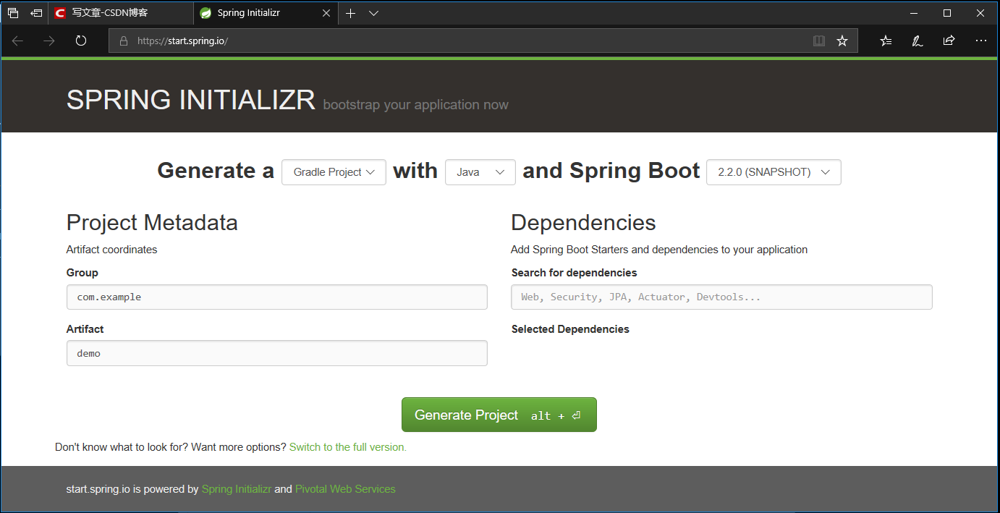 写文章-CSDN博客 Spring Initializr
https://start.spring.io/
SPRING INITIALIZR bootstrap your application now
Generate a Gradle Project with Java and Spring Boot 2.2.0 (SNAPSHOT)
Project Metadata
Artifact coordinates
Group
com.example
Artifact
demo
Dependencies
Add Spring Boot Starters and dependencies to your application
Search for dependencies
Web, Security, JPA, Actuator, Devtools...
Selected Dependencies
Generate Project alt + ⏎
Don't know what to look for? Want more options? Switch to the full version.
start.spring.io is powered by Spring Initializr and Pivotal Web Services